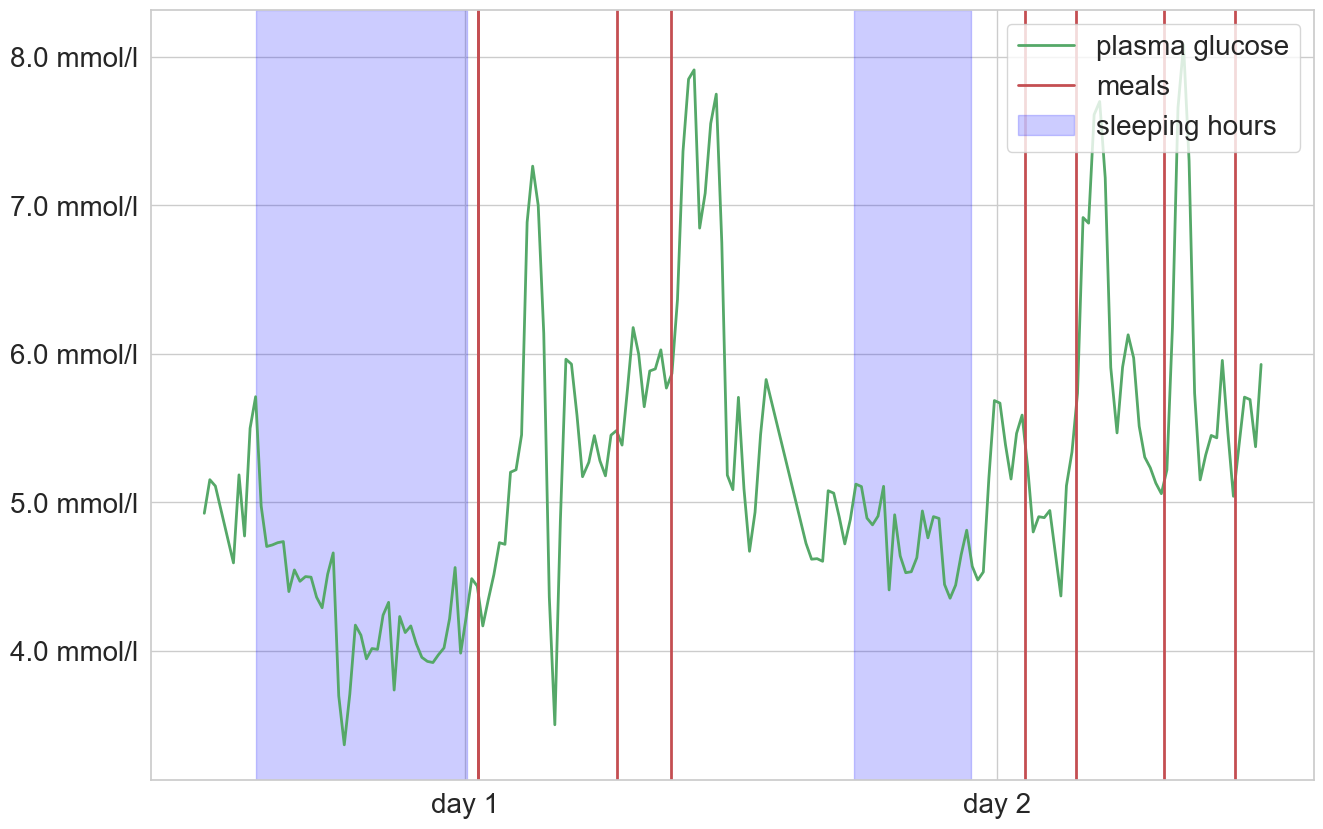 8.0 mmol/l
7.0 mmol/l
6.0 mmol/l
5.0 mmol/l
4.0 mmol/l
plasma glucose
meals
sleeping hours
day 1
day 2